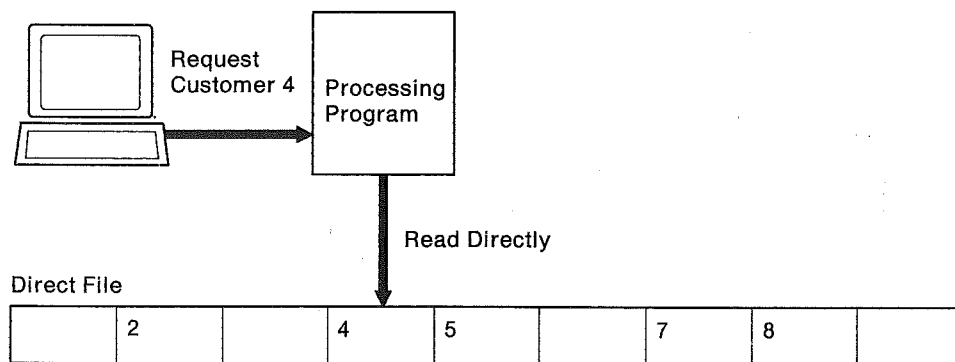 Request
Customer 4
Processing
Program
Read Directly
Direct File
2 4 5 7 8